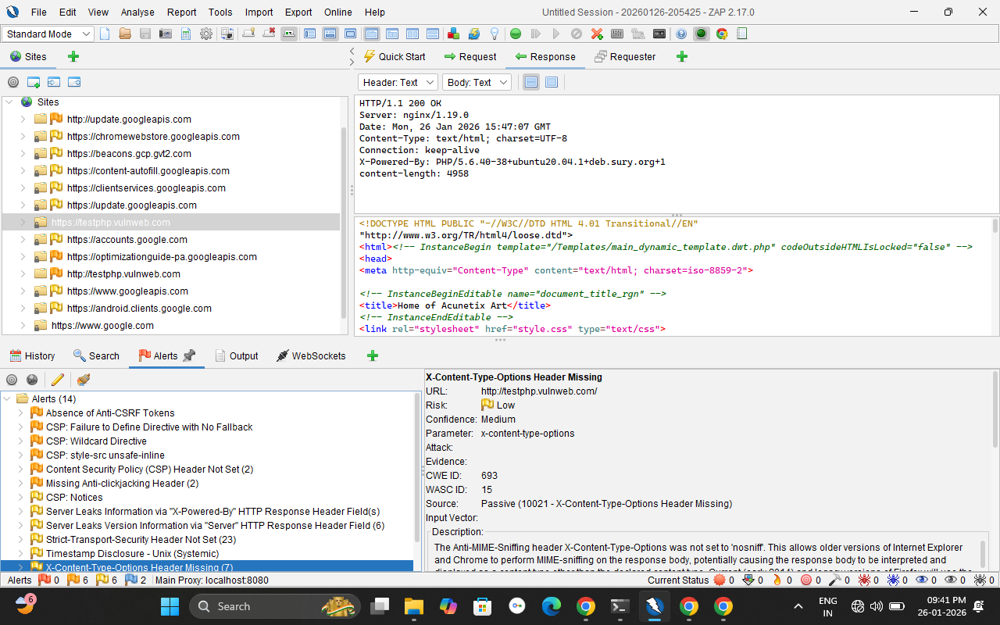 File Edit View Analyse Report Tools Import Export Online Help Untitled Session - 20260126-205425 - ZAP 2.17.0
Standard Mode
Sites
Quick Start Request Response Requester
Header: Text Body: Text
Sites
http://update.googleapis.com
https://chromewebstore.googleapis.com
https://beacons.gcp.gvt2.com
https://content-autofill.googleapis.com
https://clientservices.googleapis.com
https://update.googleapis.com
https://testphp.vulnweb.com
https://accounts.google.com
https://optimizationguide-pa.googleapis.com
http://testphp.vulnweb.com
https://www.googleapis.com
https://android.clients.google.com
https://www.google.com
HTTP/1.1 200 OK
Server: nginx/1.19.0
Date: Mon, 26 Jan 2026 15:47:07 GMT
Content-Type: text/html; charset=UTF-8
Connection: keep-alive
X-Powered-By: PHP/5.6.40-38+ubuntu20.04.1+deb.sury.org+1
content-length: 4958
<!DOCTYPE HTML PUBLIC "-//W3C//DTD HTML 4.01 Transitional//EN"
"http://www.w3.org/TR/html4/loose.dtd">
<html><!-- InstanceBegin template="/Templates/main_dynamic_template.dwt.php" codeOutsideHTMLIsLocked="false" -->
<head>
<meta http-equiv="Content-Type" content="text/html; charset=iso-8859-2">
<!-- InstanceBeginEditable name="document_title_rgn" -->
<title>Home of Acunetix Art</title>
<!-- InstanceEndEditable -->
<link rel="stylesheet" href="style.css" type="text/css">
History Search Alerts Output WebSockets
Alerts (14)
Absence of Anti-CSRF Tokens
CSP: Failure to Define Directive with No Fallback
CSP: Wildcard Directive
CSP: style-src unsafe-inline
Content Security Policy (CSP) Header Not Set (2)
Missing Anti-clickjacking Header (2)
CSP: Notices
Server Leaks Information via "X-Powered-By" HTTP Response Header Field(s)
Server Leaks Version Information via "Server" HTTP Response Header Field (6)
Strict-Transport-Security Header Not Set (23)
Timestamp Disclosure - Unix (Systemic)
X-Content-Type-Options Header Missing (7)
X-Content-Type-Options Header Missing
URL: http://testphp.vulnweb.com/
Risk: Low
Confidence: Medium
Parameter: x-content-type-options
Attack:
Evidence:
CWE ID: 693
WASC ID: 15
Source: Passive (10021 - X-Content-Type-Options Header Missing)
Input Vector:
Description:
The Anti-MIME-Sniffing header X-Content-Type-Options was not set to 'nosniff'. This allows older versions of Internet Explorer
and Chrome to perform MIME-sniffing on the response body, potentially causing the response body to be interpreted and
Alerts 0 6 6 2 Main Proxy: localhost:8080 Current Status 0 0 0 0 0 0 0 0 0 0
6 Search ENG 09:41 PM
IN 26-01-2026